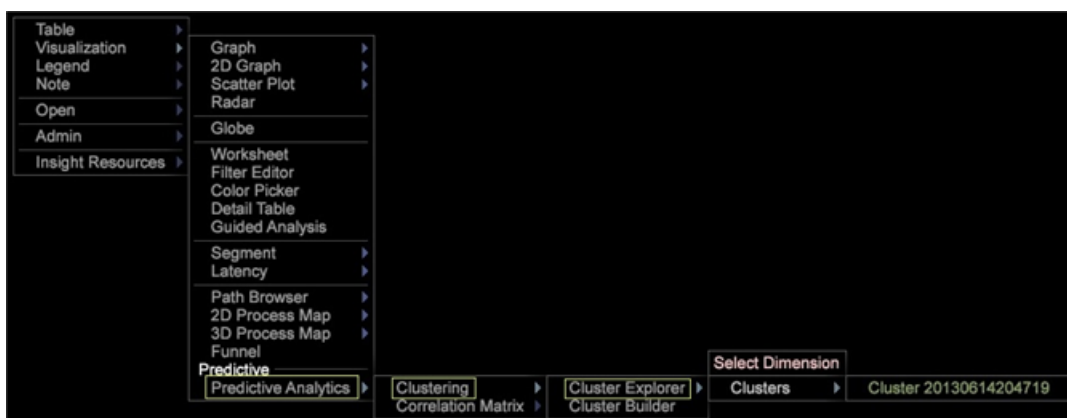 Table
Visualization
Legend
Note
Open
Admin
Insight Resources
Graph
2D Graph
Scatter Plot
Radar
Globe
Worksheet
Filter Editor
Color Picker
Detail Table
Guided Analysis
Segment
Latency
Path Browser
2D Process Map
3D Process Map
Funnel
Predictive
Predictive Analytics
Clustering
Correlation Matrix
Cluster Explorer
Cluster Builder
Select Dimension
Clusters
Cluster 20130614204719